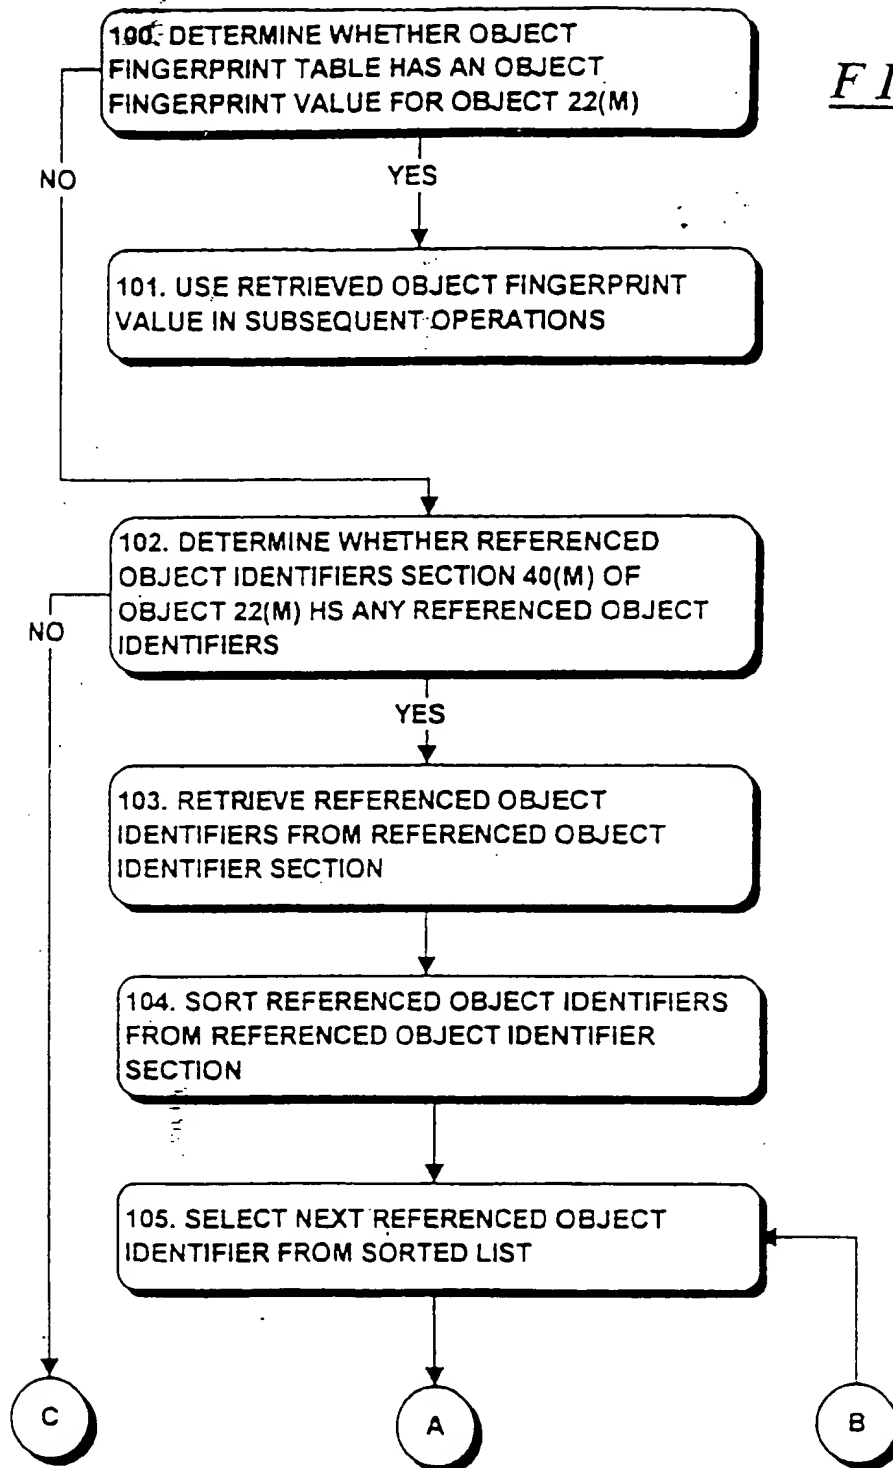 100. DETERMINE WHETHER OBJECT
FINGERPRINT TABLE HAS AN OBJECT
FINGERPRINT VALUE FOR OBJECT 22(M)
F I
NO
YES
101. USE RETRIEVED OBJECT FINGERPRINT
VALUE IN SUBSEQUENT OPERATIONS
102. DETERMINE WHETHER REFERENCED
OBJECT IDENTIFIERS SECTION 40(M) OF
OBJECT 22(M) HS ANY REFERENCED OBJECT
IDENTIFIERS
NO
YES
103. RETRIEVE REFERENCED OBJECT
IDENTIFIERS FROM REFERENCED OBJECT
IDENTIFIER SECTION
104. SORT REFERENCED OBJECT IDENTIFIERS
FROM REFERENCED OBJECT IDENTIFIER
SECTION
105. SELECT NEXT REFERENCED OBJECT
IDENTIFIER FROM SORTED LIST
C
A
B